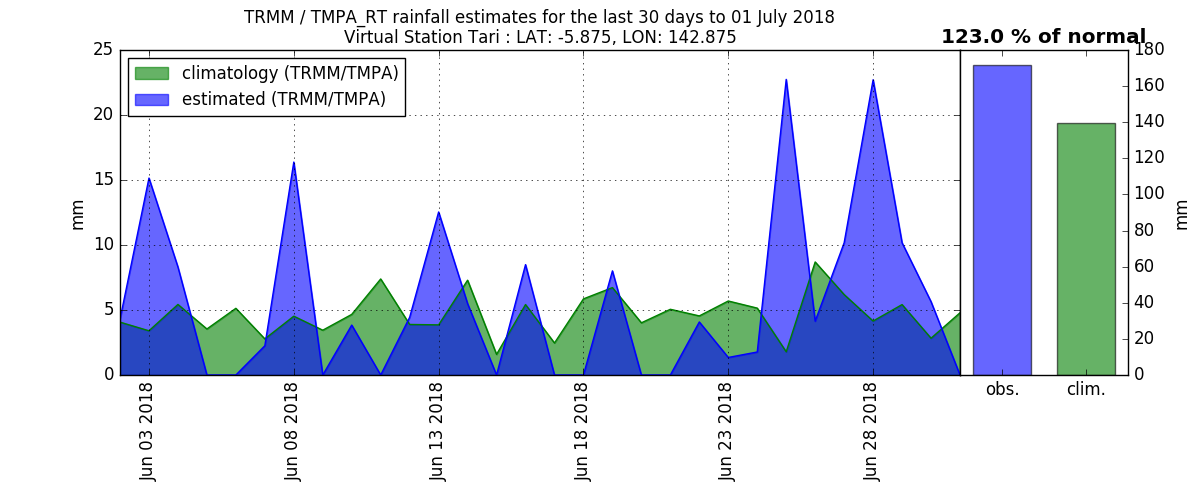 TRMM / TMPA_RT rainfall estimates for the last 30 days to 01 July 2018
Virtual Station Tari : LAT: -5.875, LON: 142.875
123.0 % of normal
climatology (TRMM/TMPA)
estimated (TRMM/TMPA)
25
20
15
10
5
0
mm
Jun 03 2018
Jun 08 2018
Jun 13 2018
Jun 18 2018
Jun 23 2018
Jun 28 2018
obs.
clim.
180
160
140
120
100
80
60
40
20
0
mm